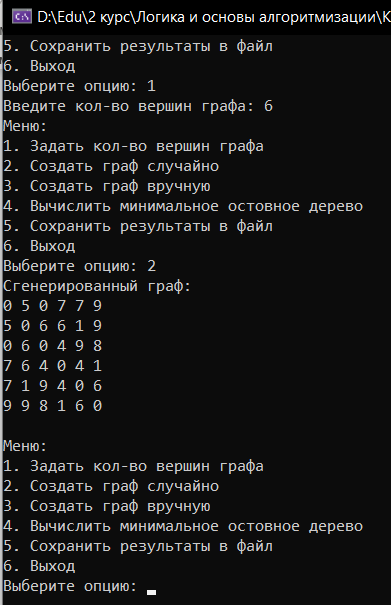 D:\Edu\2 курс\Логика и основы алгоритмизации\К
5. Сохранить результаты в файл
6. Выход
Выберите опцию: 1
Введите кол-во вершин графа: 6
Меню:
1. Задать кол-во вершин графа
2. Создать граф случайно
3. Создать граф вручную
4. Вычислить минимальное остовное дерево
5. Сохранить результаты в файл
6. Выход
Выберите опцию: 2
Сгенерированный граф:
0 5 0 7 7 9
5 0 6 6 1 9
0 6 0 4 9 8
7 6 4 0 4 1
7 1 9 4 0 6
9 9 8 1 6 0
Меню:
1. Задать кол-во вершин графа
2. Создать граф случайно
3. Создать граф вручную
4. Вычислить минимальное остовное дерево
5. Сохранить результаты в файл
6. Выход
Выберите опцию: